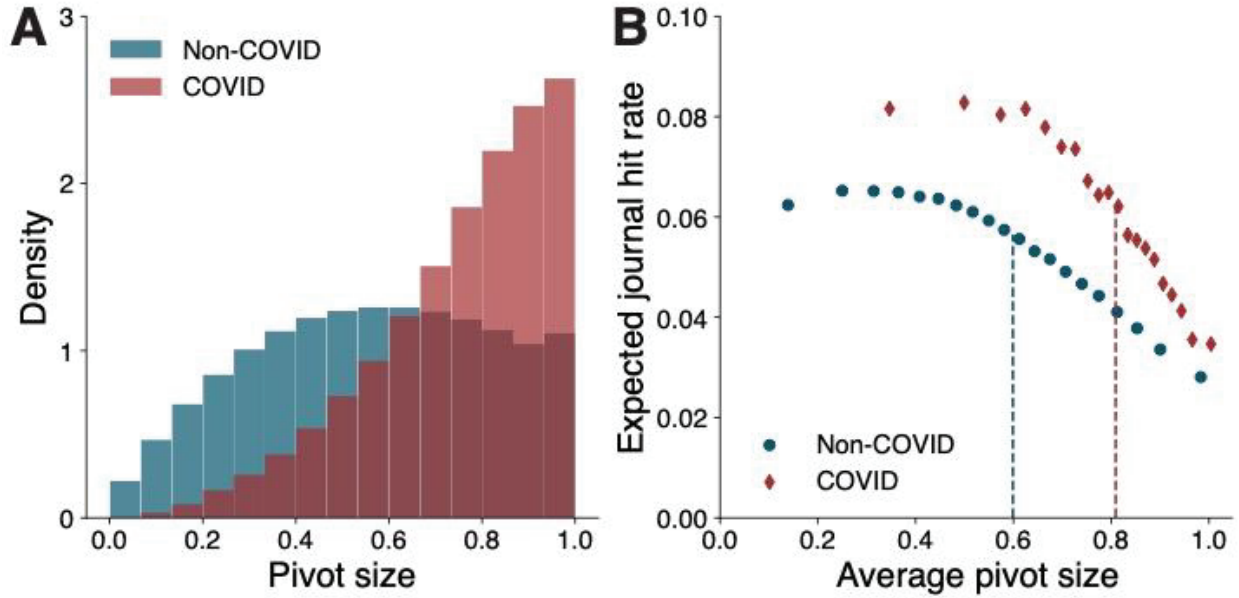 A
3
2
1
0
Density
Non-COVID
COVID
0.0 0.2 0.4 0.6 0.8 1.0
Pivot size
B
0.10
0.08
0.06
0.04
0.02
0.00
Expected journal hit rate
Non-COVID
COVID
0.0 0.2 0.4 0.6 0.8 1.0
Average pivot size